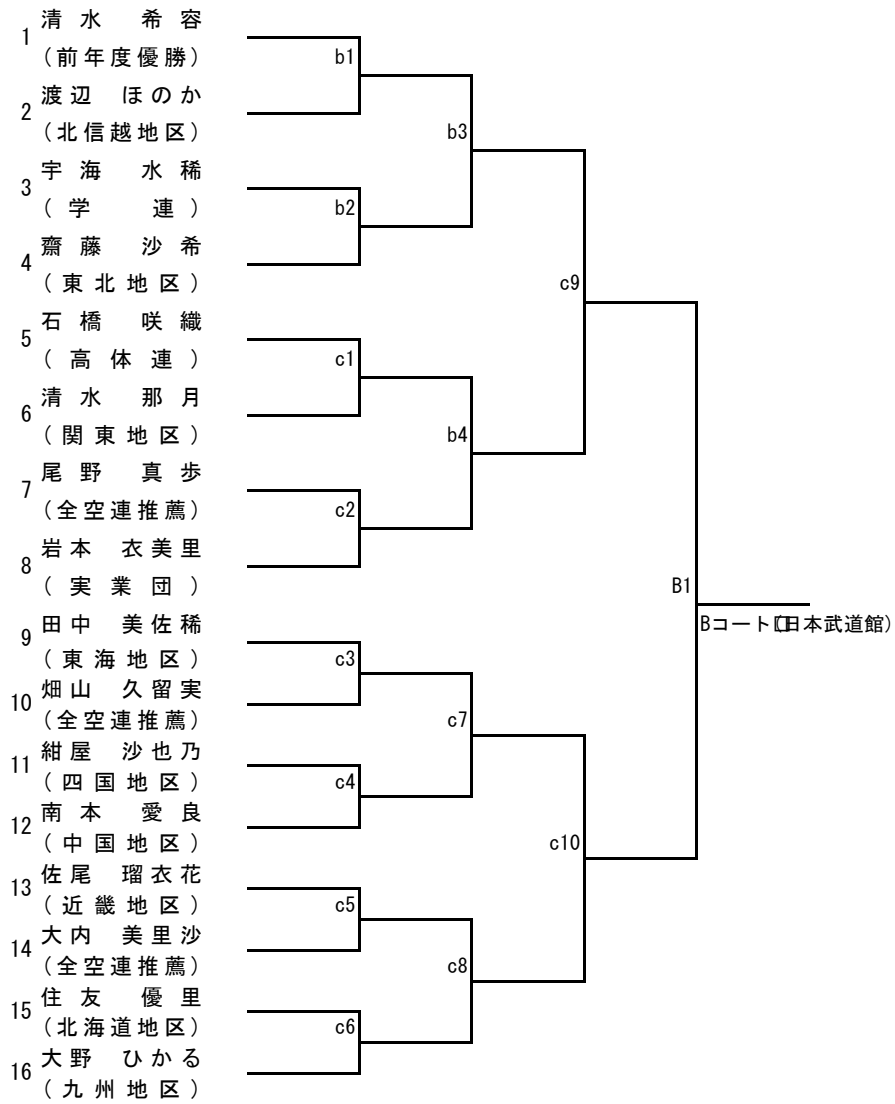 1 清水 希容
(前年度優勝)
b1
2 渡辺 ほのか
(北信越地区)
b3
3 宇海 水稀
(学連)
b2
4 齋藤 沙希
(東北地区)
c9
5 石橋 咲織
(高体連)
c1
6 清水 那月
(関東地区)
b4
7 尾野 真歩
(全空連推薦)
c2
8 岩本 衣美里
(実業団)
B1
Bコート(日本武道館)
9 田中 美佐稀
(東海地区)
c3
10 畑山 久留実
(全空連推薦)
c7
11 紺屋 沙也乃
(四国地区)
c4
12 南本 愛良
(中国地区)
c10
13 佐尾 瑠衣花
(近畿地区)
c5
14 大内 美里沙
(全空連推薦)
c8
15 住友 優里
(北海道地区)
c6
16 大野 ひかる
(九州地区)